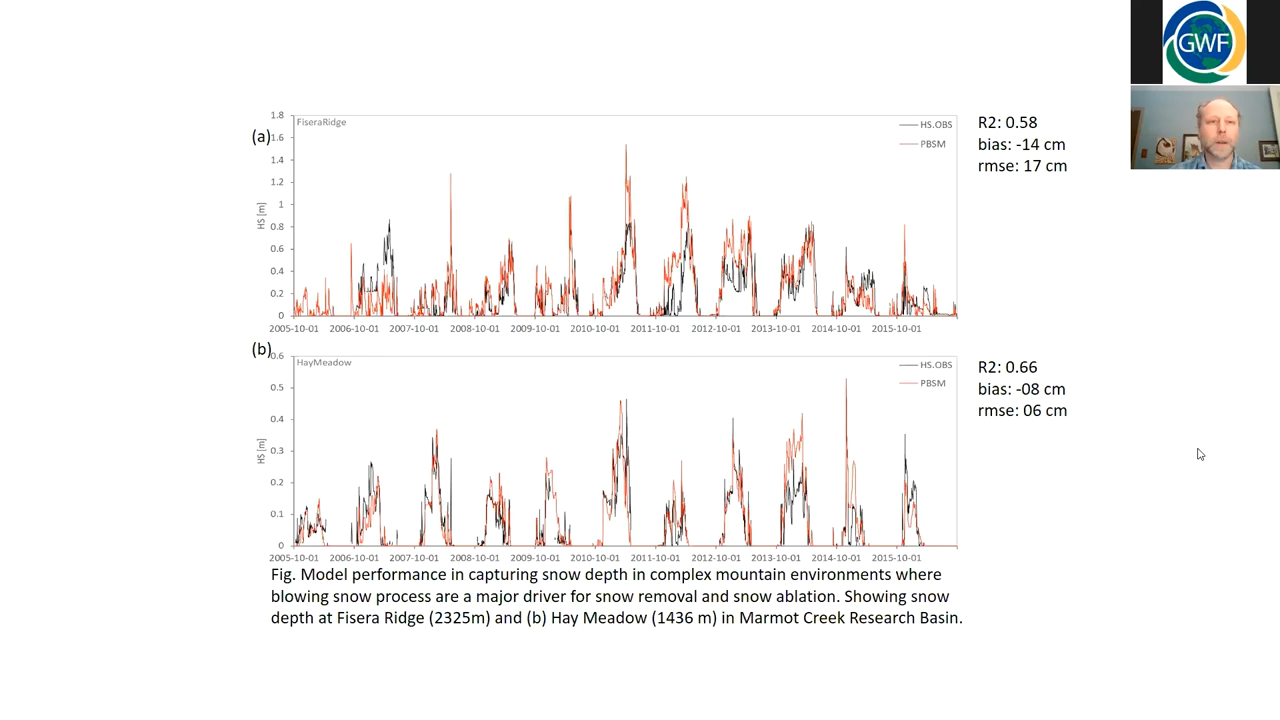 GWF
(a)
FiseraRidge
HS.OBS
PBSM
HS [m]
1.8
1.6
1.4
1.2
1
0.8
0.6
0.4
0.2
0
2005-10-01 2006-10-01 2007-10-01 2008-10-01 2009-10-01 2010-10-01 2011-10-01 2012-10-01 2013-10-01 2014-10-01 2015-10-01
R2: 0.58
bias: -14 cm
rmse: 17 cm
(b)
HayMeadow
HS.OBS
PBSM
HS [m]
0.6
0.5
0.4
0.3
0.2
0.1
0
2005-10-01 2006-10-01 2007-10-01 2008-10-01 2009-10-01 2010-10-01 2011-10-01 2012-10-01 2013-10-01 2014-10-01 2015-10-01
R2: 0.66
bias: -08 cm
rmse: 06 cm
Fig. Model performance in capturing snow depth in complex mountain environments where
blowing snow process are a major driver for snow removal and snow ablation. Showing snow
depth at Fisera Ridge (2325m) and (b) Hay Meadow (1436 m) in Marmot Creek Research Basin.